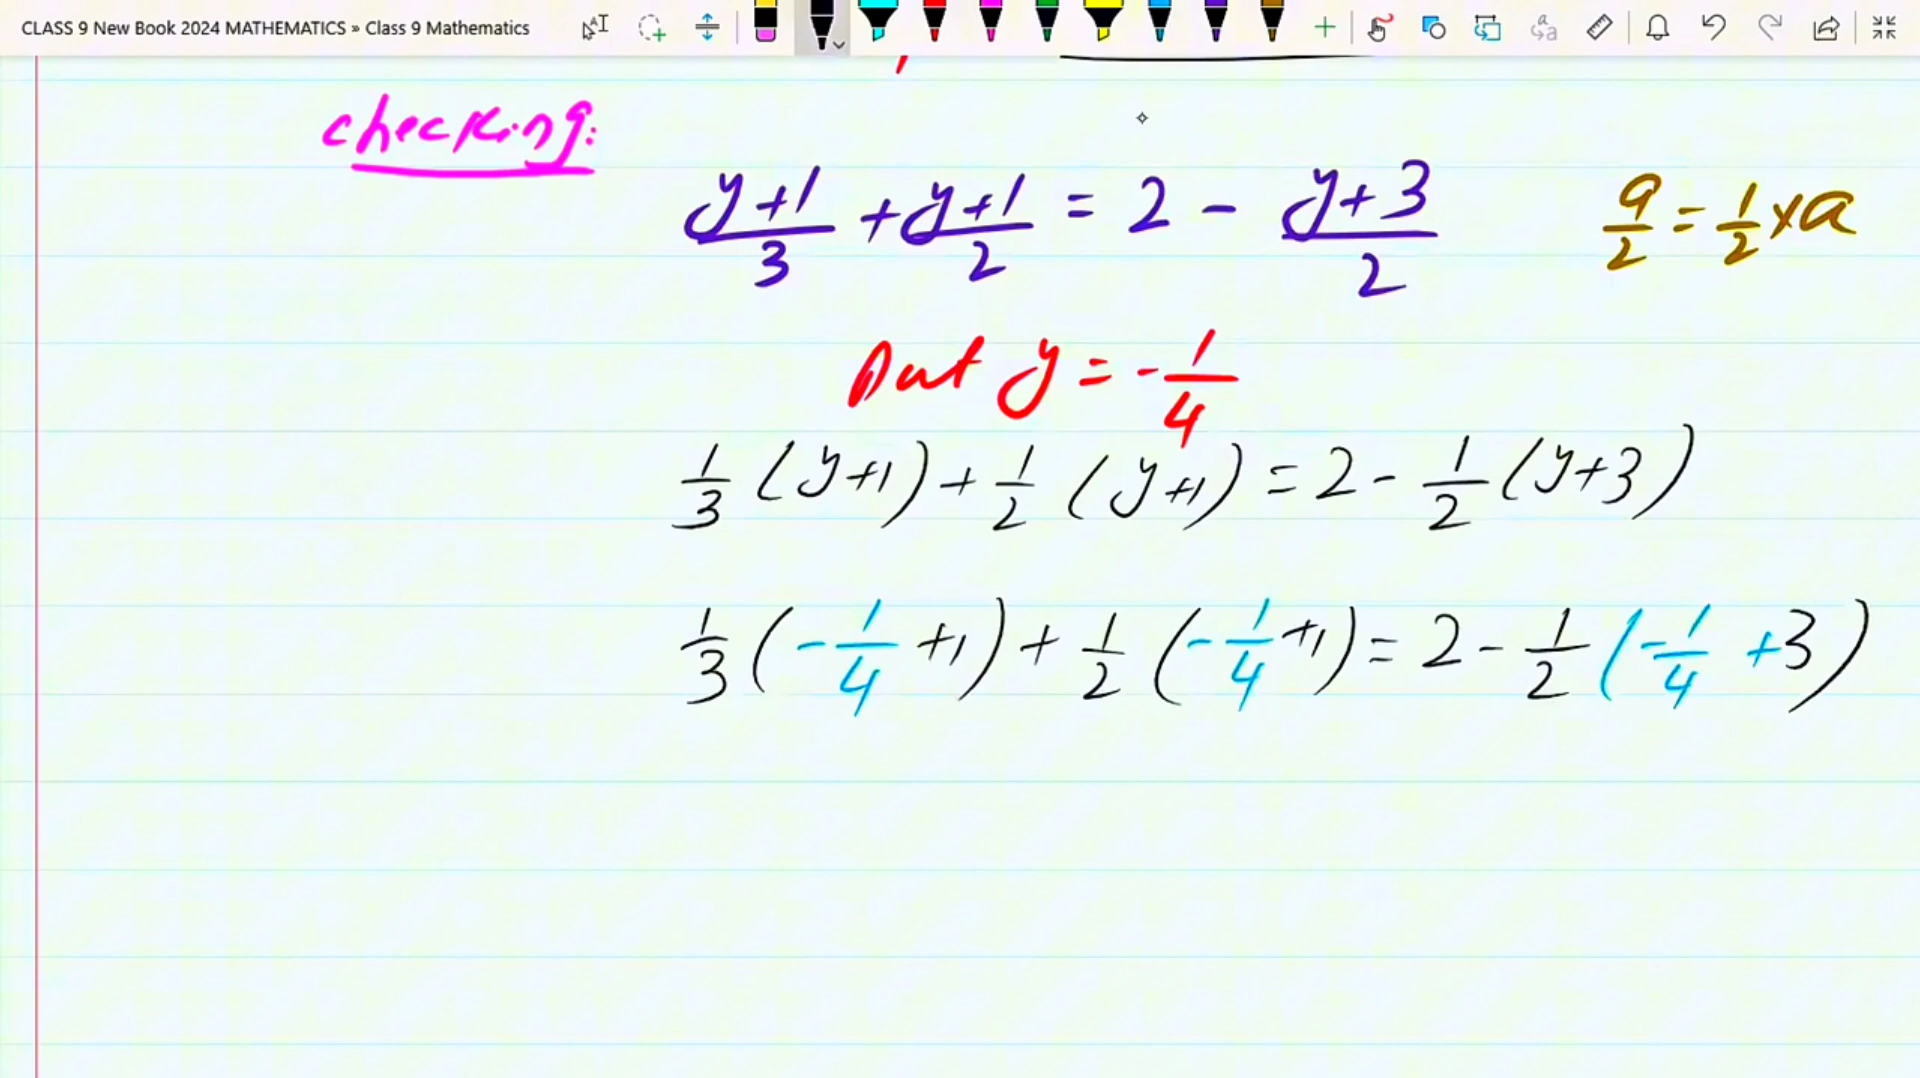 CLASS 9 New Book 2024 MATHEMATICS » Class 9 Mathematics
checking:
y+1/3 + y+1/2 = 2 - y+3/2
a/2 = 1/2 × a
Put y = -1/4
1/3 (y+1) + 1/2 (y+1) = 2 - 1/2 (y+3)
1/3 (-1/4 +1) + 1/2 (-1/4 +1) = 2 - 1/2 (-1/4 +3)